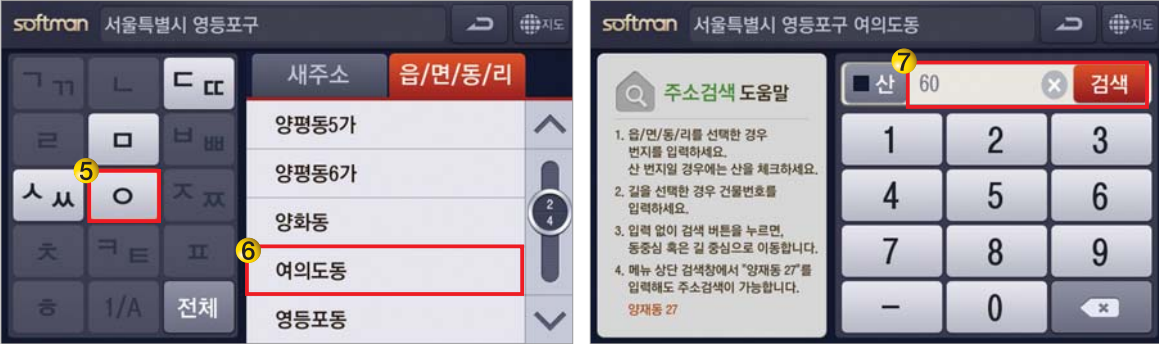 softman 서울특별시 영등포구 지도
ㄱ ㄲ ㄴ ㄷ ㄸ
ㄹ ㅁ ㅂ ㅃ
5
ㅅ ㅆ ㅇ ㅈ ㅉ
ㅊ ㅋ ㅌ ㅍ
ㅎ 1/A 전체
새주소 읍/면/동/리
양평동5가
양평동6가
양화동
6
여의도동
영등포동
2
4
softman 서울특별시 영등포구 여의도동 지도
주소검색 도움말
1. 읍/면/동/리를 선택한 경우
번지를 입력하세요.
산 번지일 경우에는 산을 체크하세요.
2. 길을 선택한 경우 건물번호를
입력하세요.
3. 입력 없이 검색 버튼을 누르면,
동중심 혹은 길 중심으로 이동합니다.
4. 메뉴 상단 검색창에서 "양재동 27"를
입력해도 주소검색이 가능합니다.
양재동 27
7
산 60 검색
1 2 3
4 5 6
7 8 9
– 0